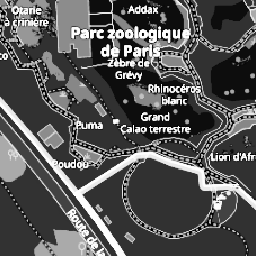 Otarie
à crinière
Addax
Parc zoologique
de Paris
Zèbre de
Grévy
Rhinocéros
blanc
Grand
Calao terrestre
Puma
Koudou
Lion d'Afr
Route de